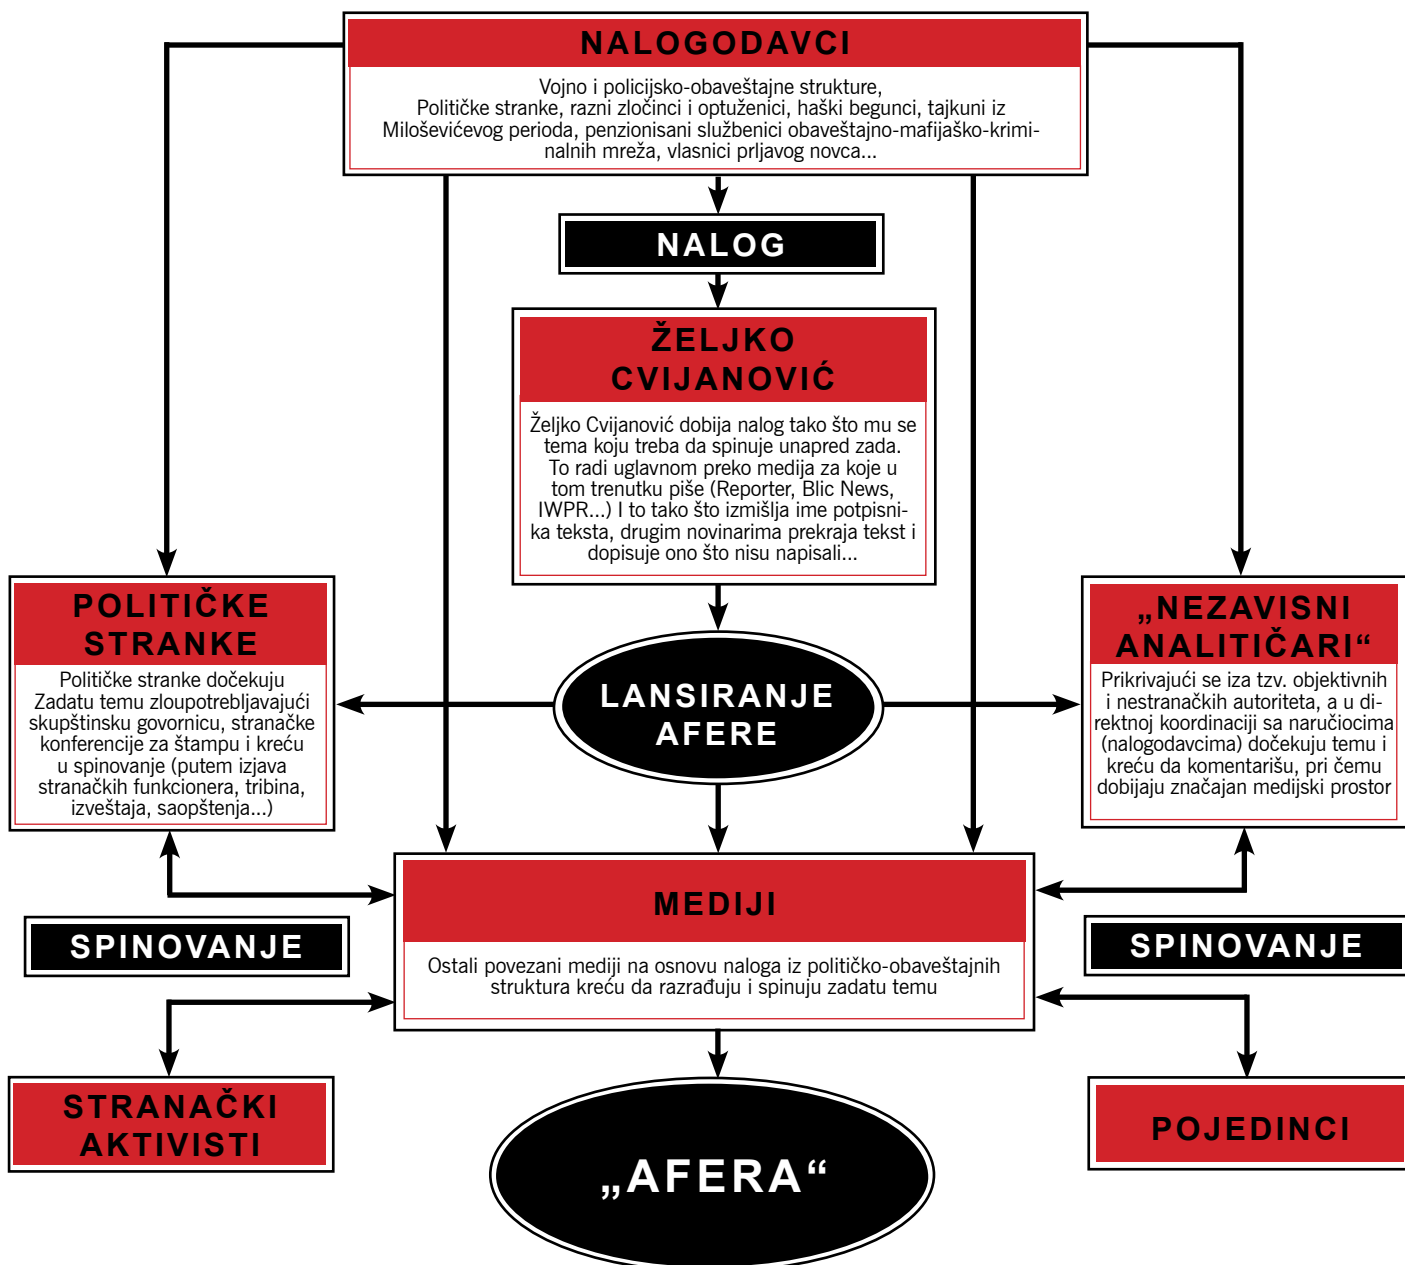 NALOGODAVCI
Vojno i policijsko-obaveštajne strukture,
Političke stranke, razni zločinci i optuženici, haški begunci, tajkuni iz
Miloševićevog perioda, penzionisani službenici obaveštajno-mafijaško-krimi-
nalnih mreža, vlasnici prljavog novca...
NALOG
ŽELJKO
CVIJANOVIĆ
Željko Cvijanović dobija nalog tako što mu se
tema koju treba da spinuje unapred zada.
To radi uglavnom preko medija za koje u
tom trenutku piše (Reporter, Blic News,
IWPR...) I to tako što izmišlja ime potpisni-
ka teksta, drugim novinarima prekraja tekst i
dopisuje ono što nisu napisali...
POLITIČKE
STRANKE
Političke stranke dočekuju
Zadatu temu zloupotrebljavajući
skupštinsku govornicu, stranačke
konferencije za štampu i kreću
u spinovanje (putem izjava
stranačkih funkcionera, tribina,
izveštaja, saopštenja...)
LANSIRANJE
AFERE
„NEZAVISNI
ANALITIČARI“
Prikrivajući se iza tzv. objektivnih
i nestranačkih autoriteta, a u di-
rektnoj koordinaciji sa naručiocima
(nalogodavcima) dočekuju temu i
kreću da komentarišu, pri čemu
dobijaju značajan medijski prostor
MEDIJI
Ostali povezani mediji na osnovu naloga iz političko-obaveštajnih
struktura kreću da razrađuju i spinuju zadatu temu
SPINOVANJE
SPINOVANJE
STRANAČKI
AKTIVISTI
„AFERA“
POJEDINCI